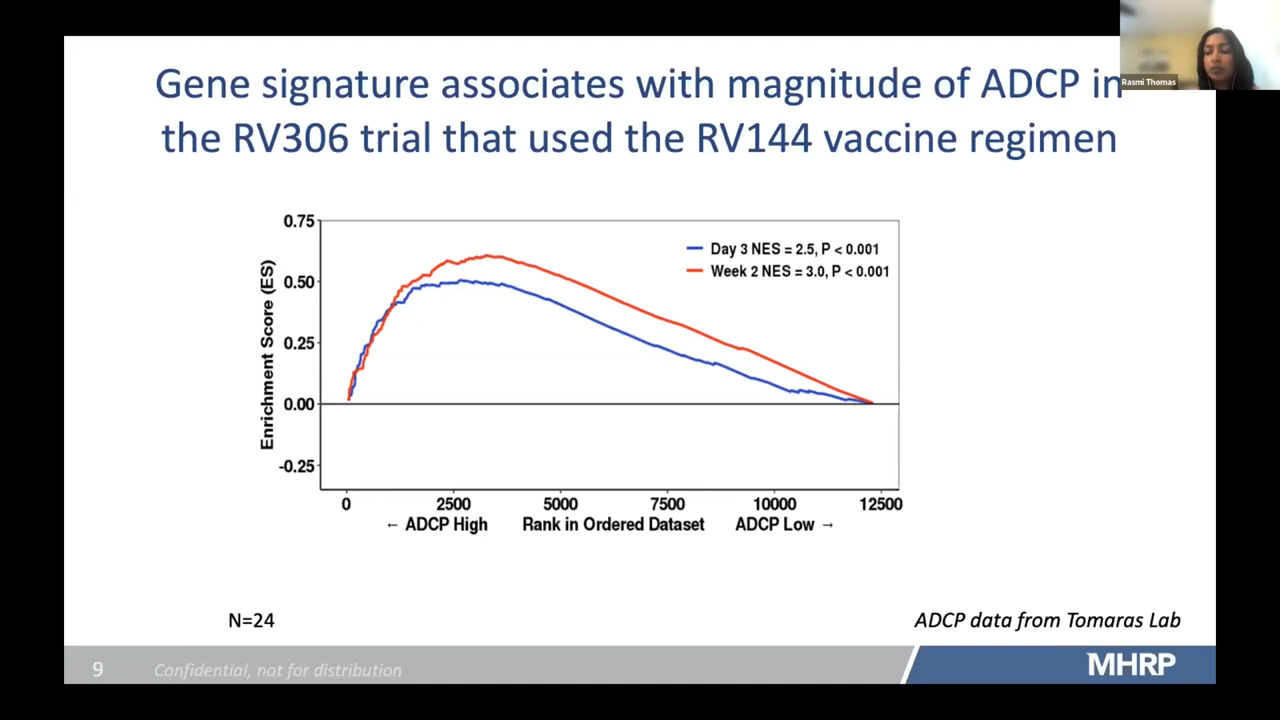 Rasmi Thomas
Gene signature associates with magnitude of ADCP in
the RV306 trial that used the RV144 vaccine regimen
0.75
0.50
0.25
0.00
-0.25
Enrichment Score (ES)
Day 3 NES = 2.5, P < 0.001
Week 2 NES = 3.0, P < 0.001
0 2500 5000 7500 10000 12500
← ADCP High Rank in Ordered Dataset ADCP Low →
N=24
ADCP data from Tomaras Lab
9 Confidential, not for distribution
MHRP